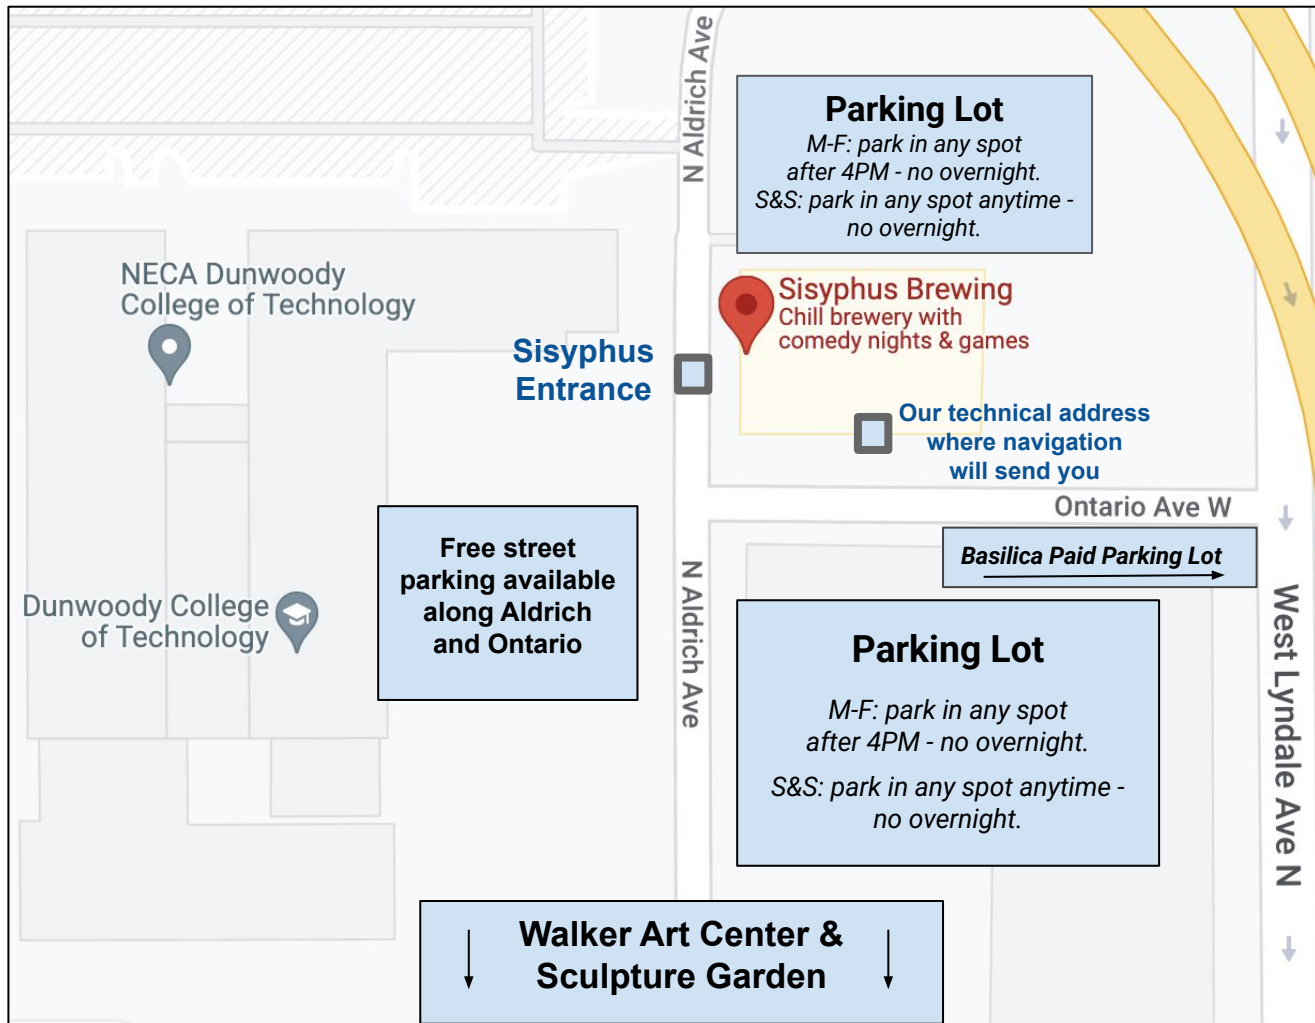 N Aldrich Ave
Parking Lot
M-F: park in any spot
after 4PM - no overnight.
S&S: park in any spot anytime -
no overnight.
NECA Dunwoody
College of Technology
Sisyphus Brewing
Chill brewery with
comedy nights & games
Sisyphus
Entrance
Our technical address
where navigation
will send you
Ontario Ave W
Free street
parking available
along Aldrich
and Ontario
Basilica Paid Parking Lot
Dunwoody College
of Technology
N Aldrich Ave
Parking Lot
M-F: park in any spot
after 4PM - no overnight.
S&S: park in any spot anytime -
no overnight.
West Lyndale Ave N
Walker Art Center &
Sculpture Garden